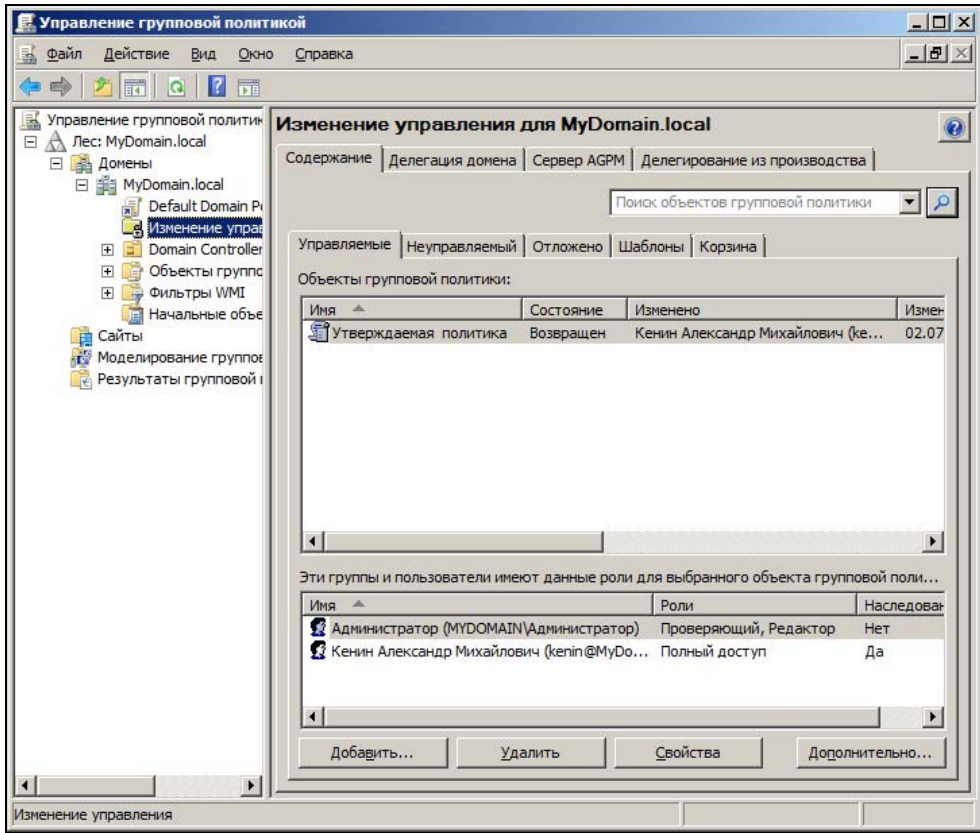 Управление групповой политикой
Файл Действие Вид Окно Справка
Управление групповой политик
Лес: MyDomain.local
Домены
MyDomain.local
Default Domain P
Изменение управ
Domain Controller
Объекты группо
Фильтры WMI
Начальные объе
Сайты
Моделирование группов
Результаты групповой
Изменение управления для MyDomain.local
Содержание Делегация домена Сервер AGPM Делегирование из производства
Поиск объектов групповой политики
Управляемые Неуправляемый Отложено Шаблоны Корзина
Объекты групповой политики:
Имя Состояние Изменено Измен
Утверждаемая политика Возвращен Кенин Александр Михайлович (ke... 02.07
Эти группы и пользователи имеют данные роли для выбранного объекта групповой поли...
Имя Роли Наследован
Администратор (MYDOMAIN\Администратор) Проверяющий, Редактор Нет
Кенин Александр Михайлович (kenin@MyDo... Полный доступ Да
Добавить... Удалить Свойства Дополнительно...
Изменение управления